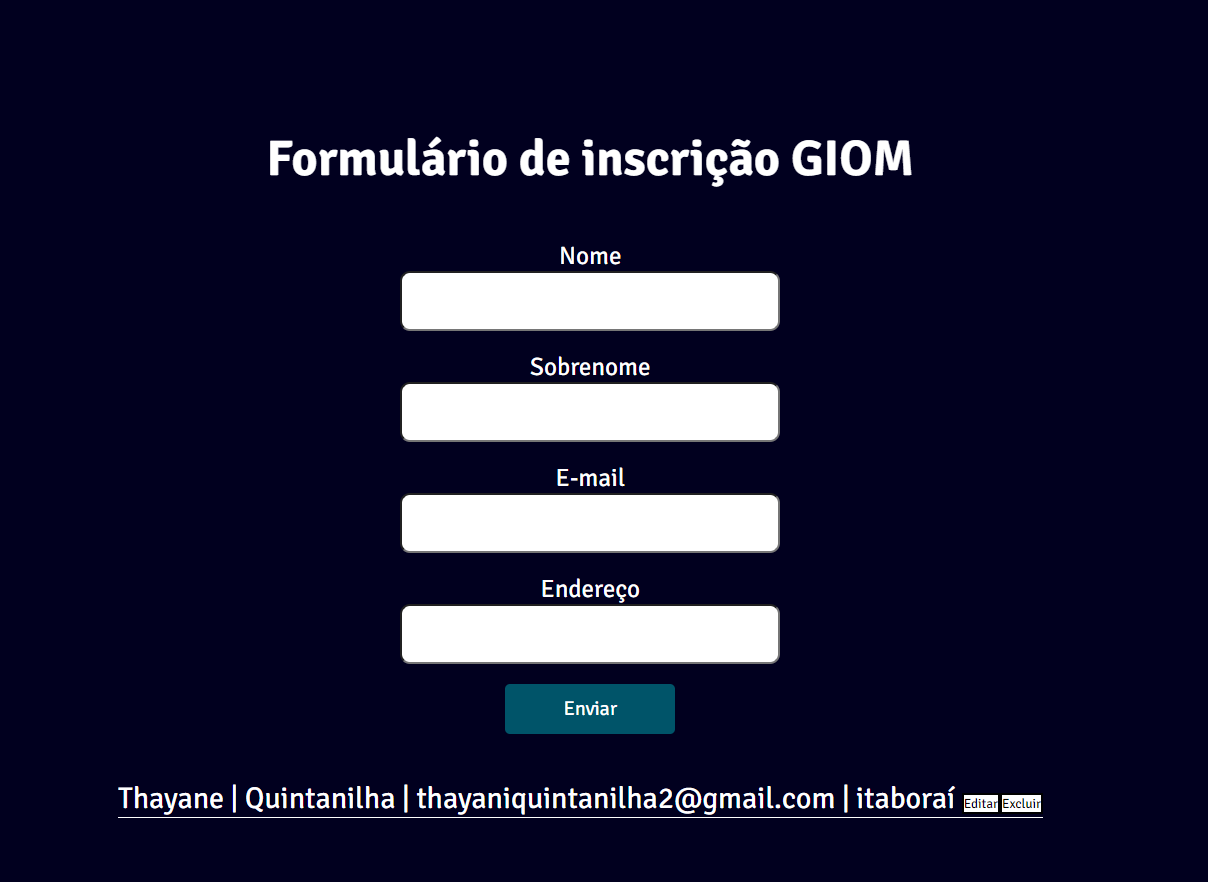 Formulário de inscrição GIOM
Nome
Sobrenome
E-mail
Endereço
Enviar
Thayane | Quintanilha | thayaniquintanilha2@gmail.com | itaboraí Editar Excluir